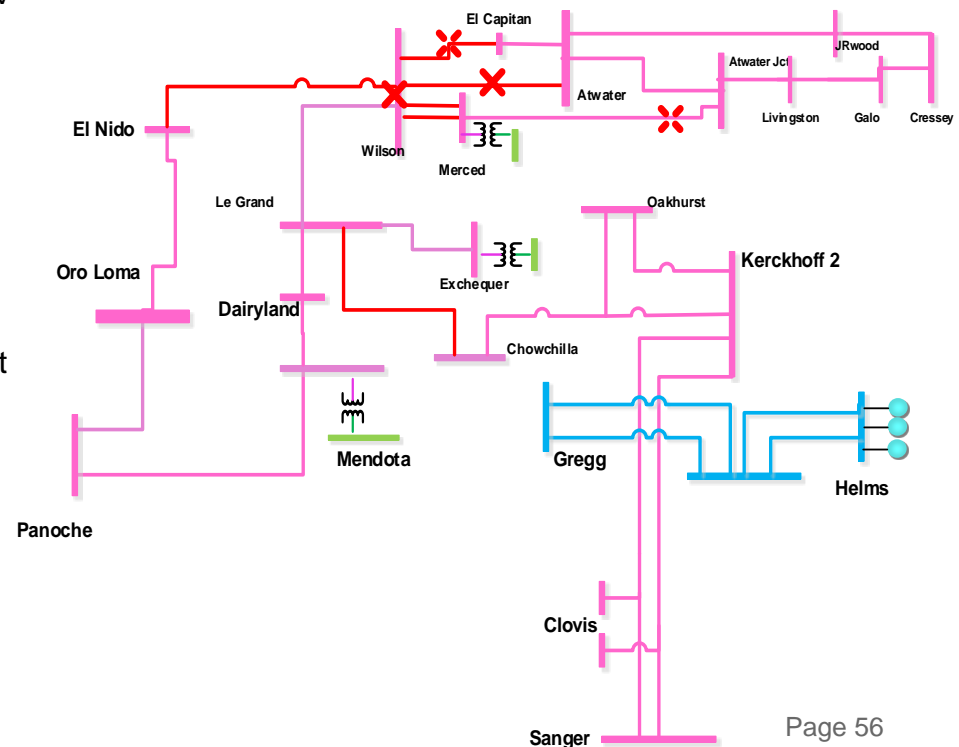 El Capitan
JRwood
Atwater Jct
Atwater
Livingston
Galo
Cressey
El Nido
Wilson
Merced
Le Grand
Oakhurst
Oro Loma
Kerckhoff 2
Exchequer
Dairyland
t
Chowchilla
Mendota
Gregg
Helms
Panoche
Clovis
Sanger
Page 56